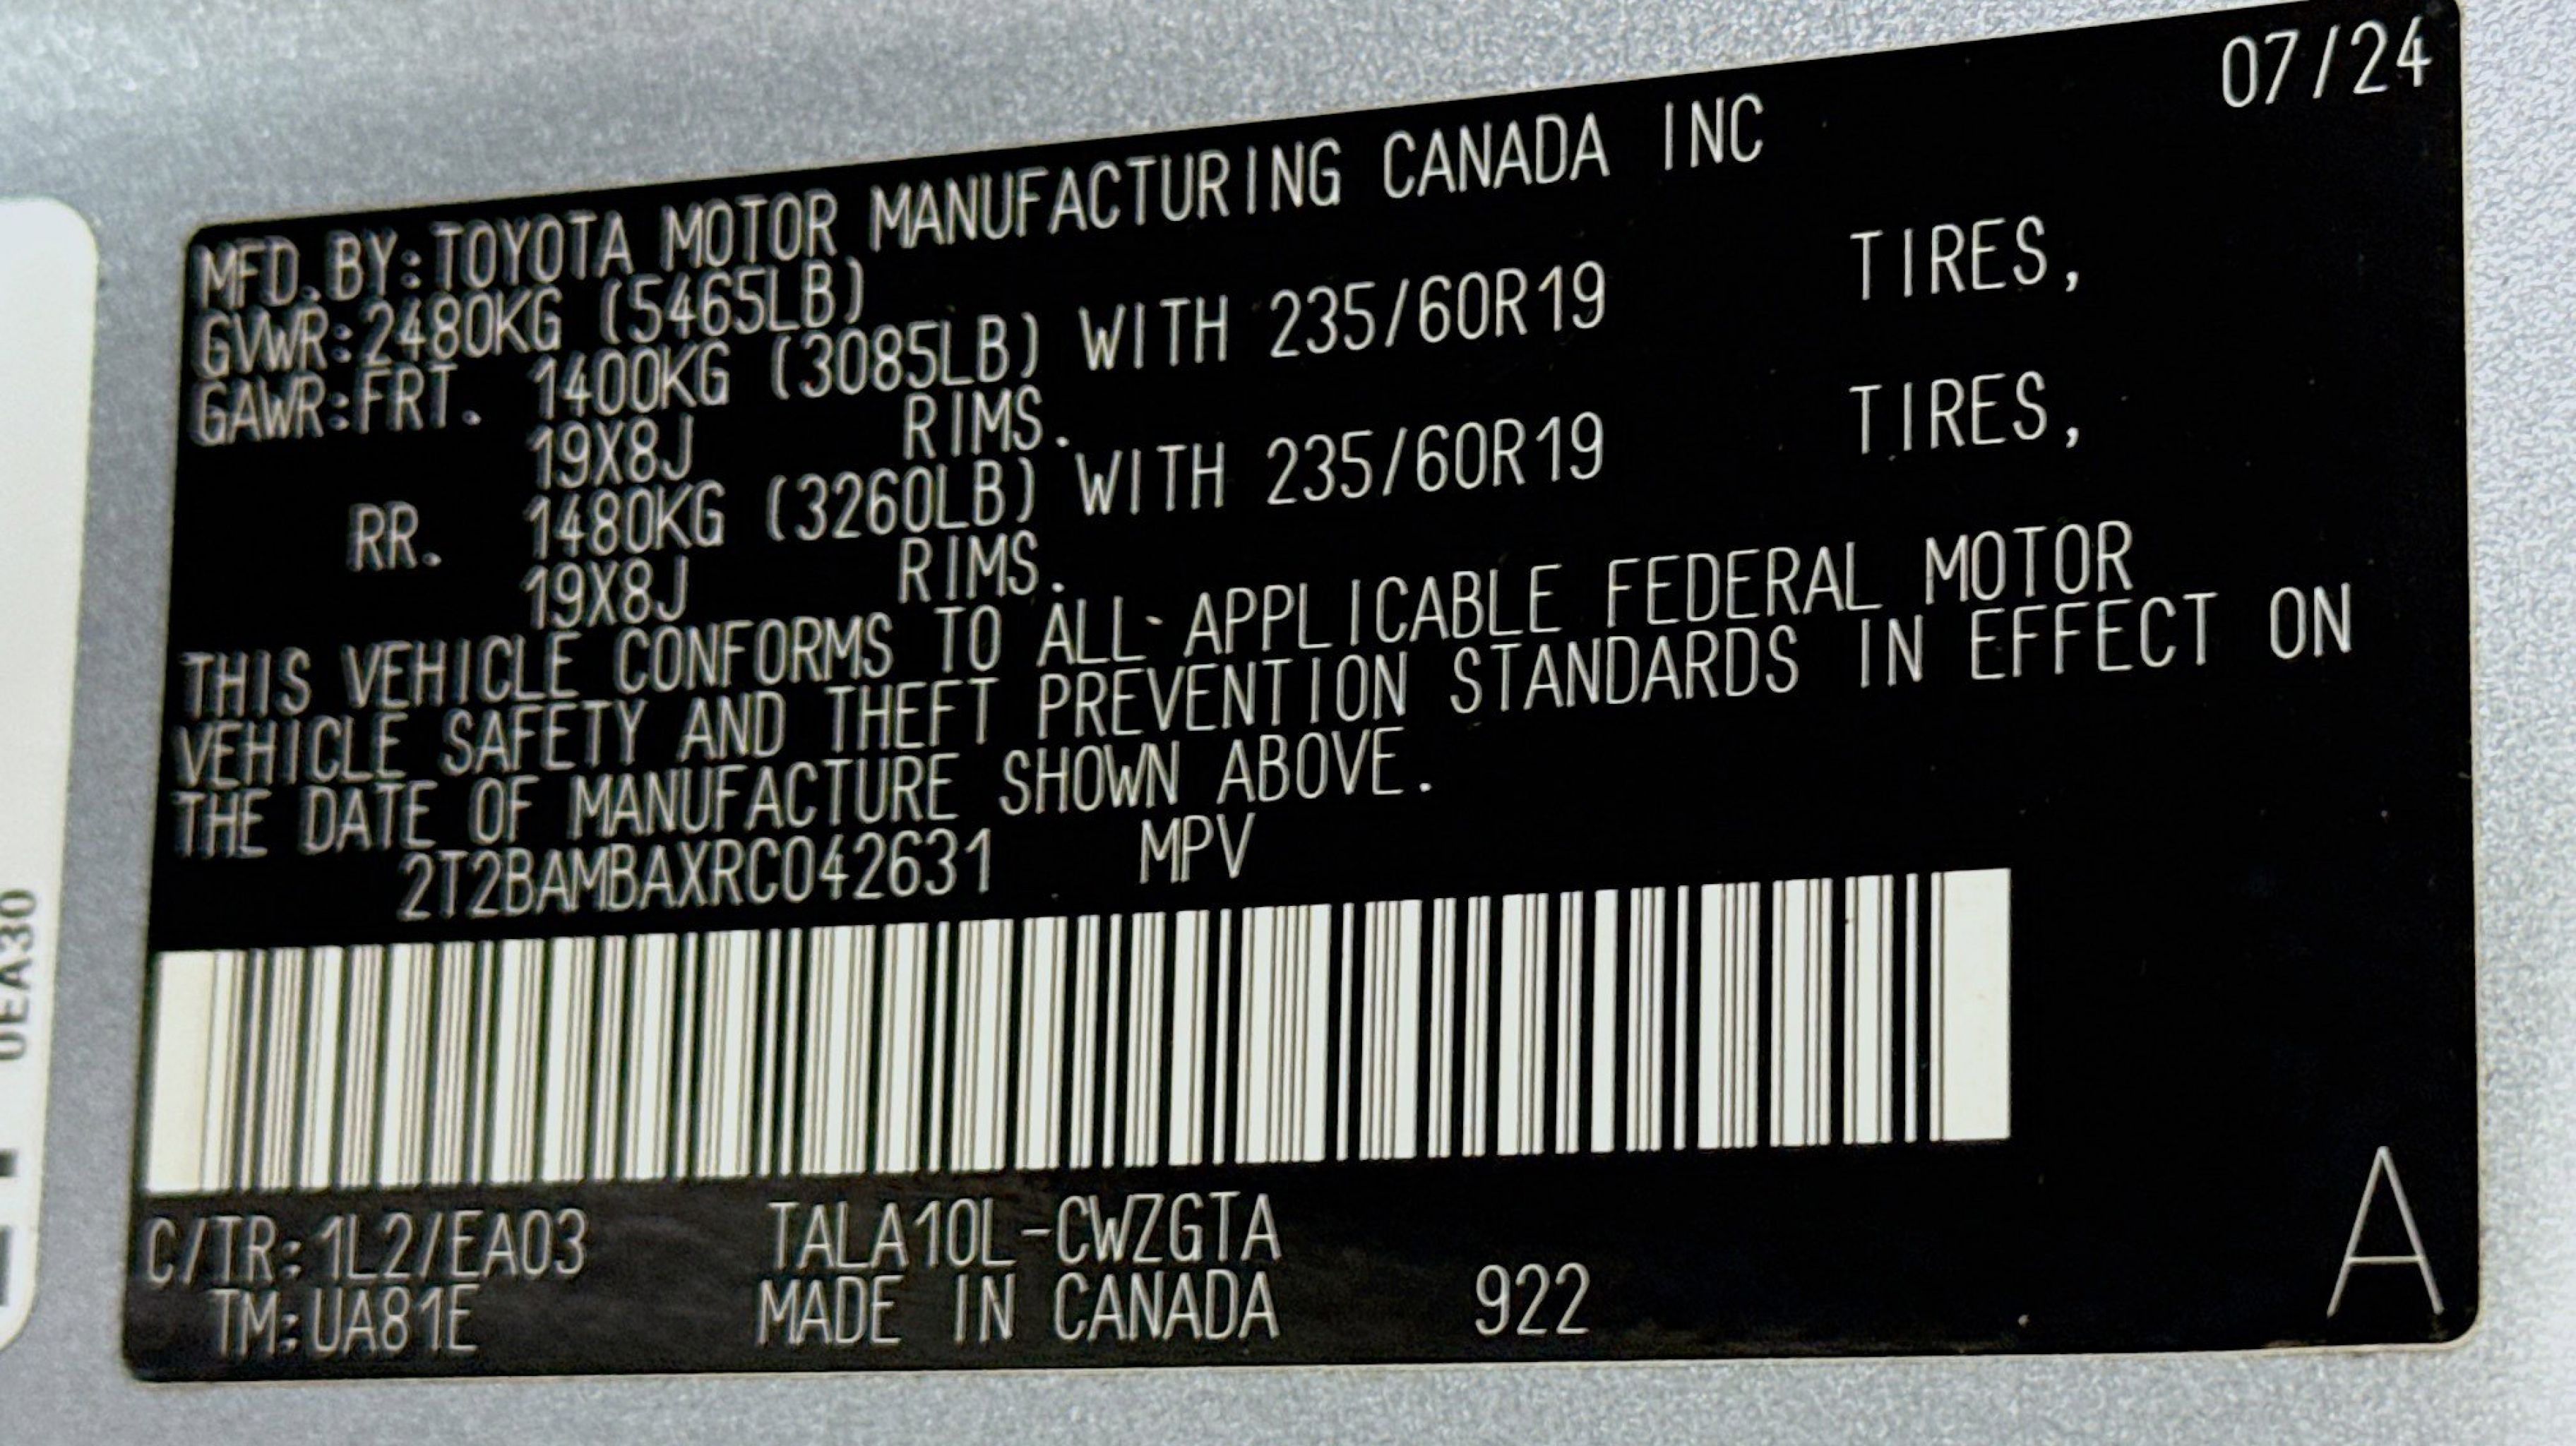 07/24
MFD.BY:TOYOTA MOTOR MANUFACTURING CANADA INC
GVWR:2480KG (5465LB)
GAWR:FRT. 1400KG (3085LB) WITH 235/60R19 TIRES,
19X8J RIMS.
RR. 1480KG (3260LB) WITH 235/60R19 TIRES,
19X8J RIMS.
THIS VEHICLE CONFORMS TO ALL APPLICABLE FEDERAL MOTOR
VEHICLE SAFETY AND THEFT PREVENTION STANDARDS IN EFFECT ON
THE DATE OF MANUFACTURE SHOWN ABOVE.
2T2BAMBAXRC042631 MPV
C/TR:1L2/EA03 TALA10L-CWZGTA
TM:UA81E MADE IN CANADA 922
A
0EA30